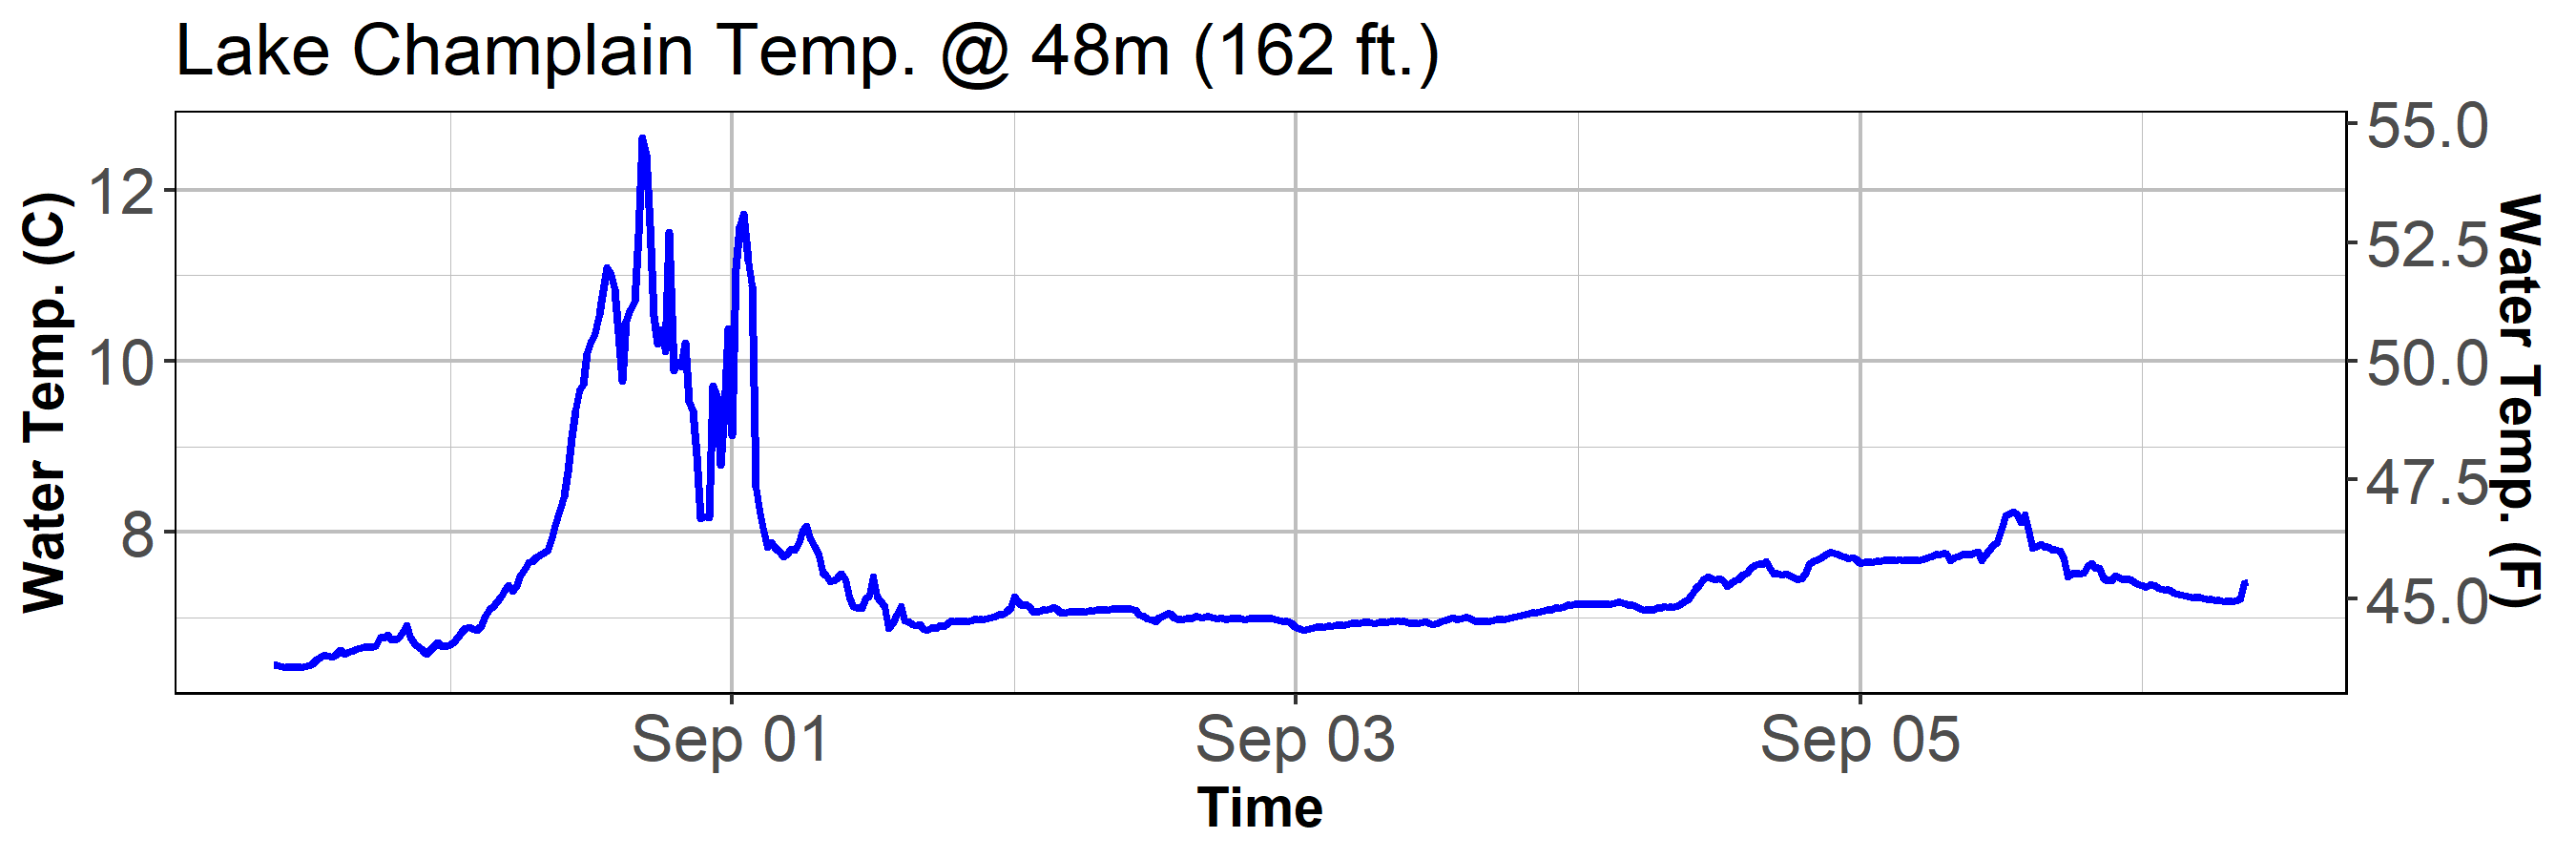 Lake Champlain Temp. @ 48m (162 ft.)
Water Temp. (C)
12
10
8
55.0
52.5
50.0
47.5
45.0
Water Temp. (F)
Sep 01 Sep 03 Sep 05
Time